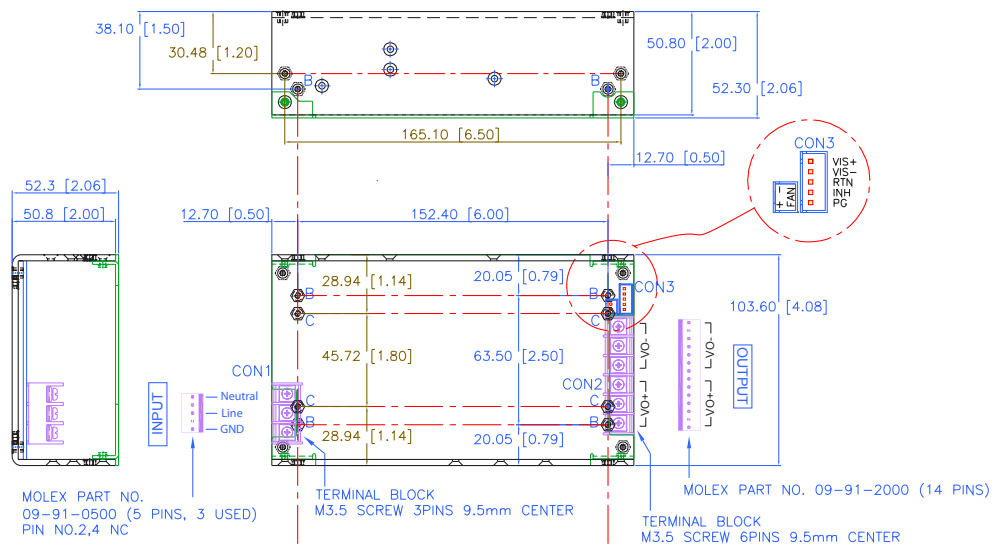 38.10 [1.50]
30.48 [1.20]
50.80 [2.00]
52.30 [2.06]
B
B
165.10 [6.50]
12.70 [0.50]
CON3
VIS+
VIS-
RTN
INH
PG
+ -
FAN
52.3 [2.06]
50.8 [2.00]
12.70 [0.50]
152.40 [6.00]
28.94 [1.14]
20.05 [0.79]
CON3
B
B
C
C
103.60 [4.08]
45.72 [1.80]
63.50 [2.50]
VO-
VO-
CON1
CON2
VO+
VO+
OUTPUT
INPUT
Neutral
Line
GND
C
C
B
B
28.94 [1.14]
20.05 [0.79]
MOLEX PART NO.
09-91-0500 (5 PINS, 3 USED)
PIN NO.2,4 NC
TERMINAL BLOCK
M3.5 SCREW 3PINS 9.5mm CENTER
MOLEX PART NO. 09-91-2000 (14 PINS)
TERMINAL BLOCK
M3.5 SCREW 6PINS 9.5mm CENTER